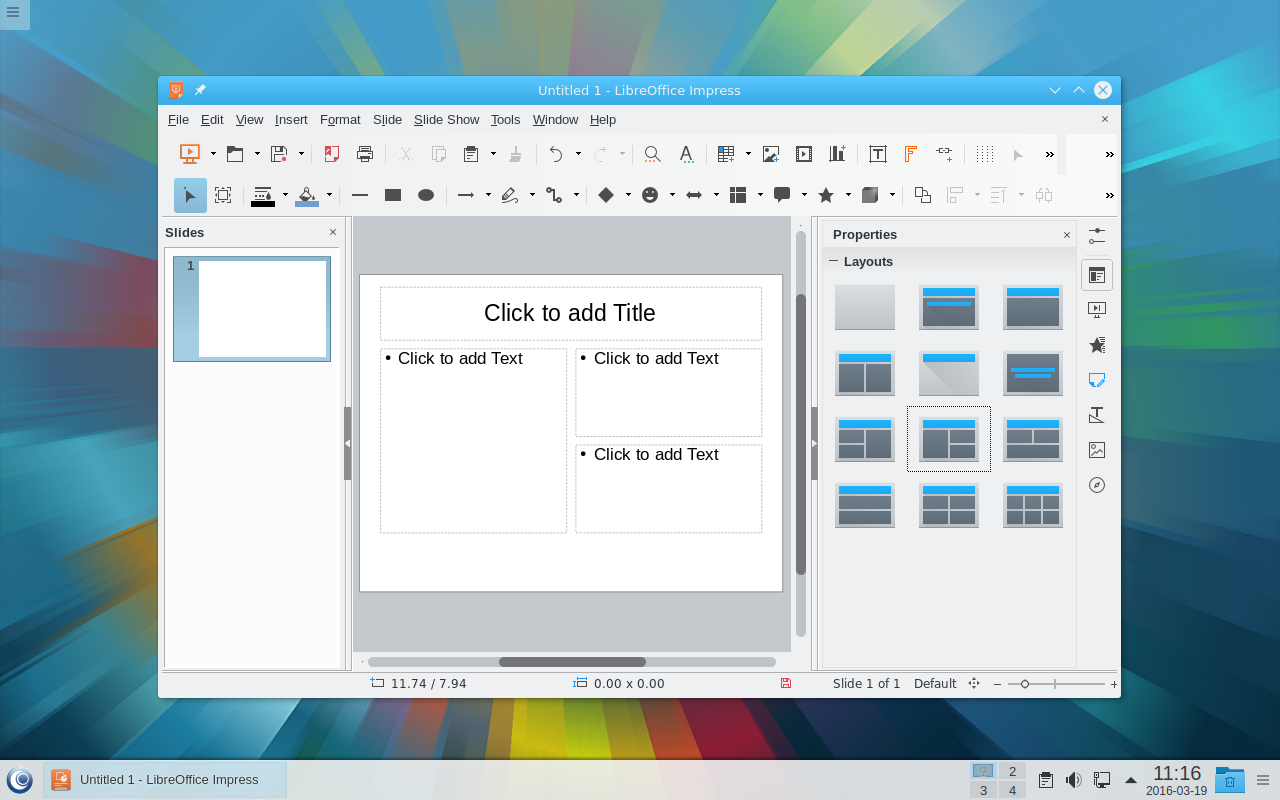 Untitled 1 - LibreOffice Impress
File Edit View Insert Format Slide Slide Show Tools Window Help
Slides
1
Click to add Title
• Click to add Text
• Click to add Text
• Click to add Text
Properties
Layouts
11.74 / 7.94
0.00 x 0.00
Slide 1 of 1
Default
Untitled 1 - LibreOffice Impress
2
3 4
11:16
2016-03-19